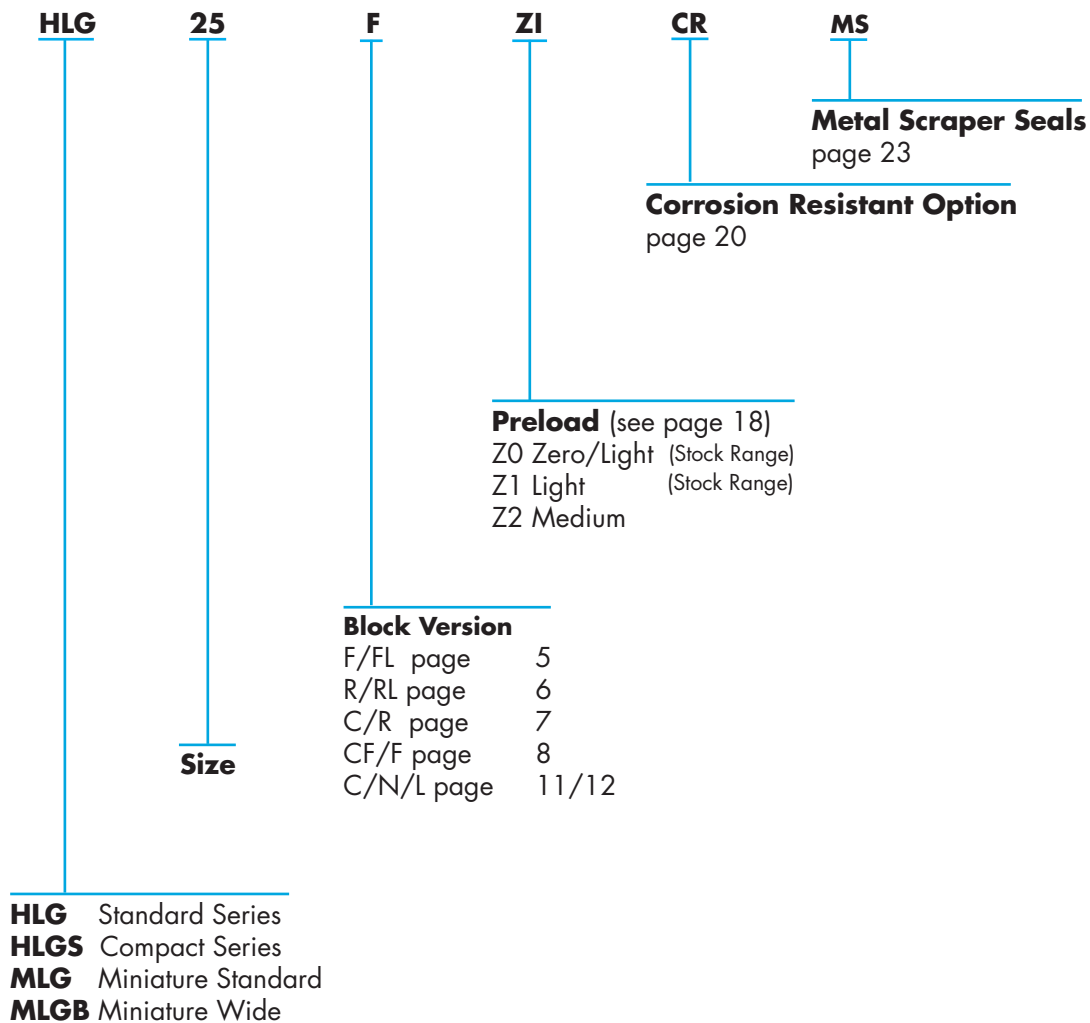 HLG 25 F ZI CR MS
Metal Scraper Seals
page 23
Corrosion Resistant Option
page 20
Preload (see page 18)
Z0 Zero/Light (Stock Range)
Z1 Light (Stock Range)
Z2 Medium
Block Version
F/FL page 5
R/RL page 6
C/R page 7
CF/F page 8
C/N/L page 11/12
Size
HLG Standard Series
HLGS Compact Series
MLG Miniature Standard
MLGB Miniature Wide